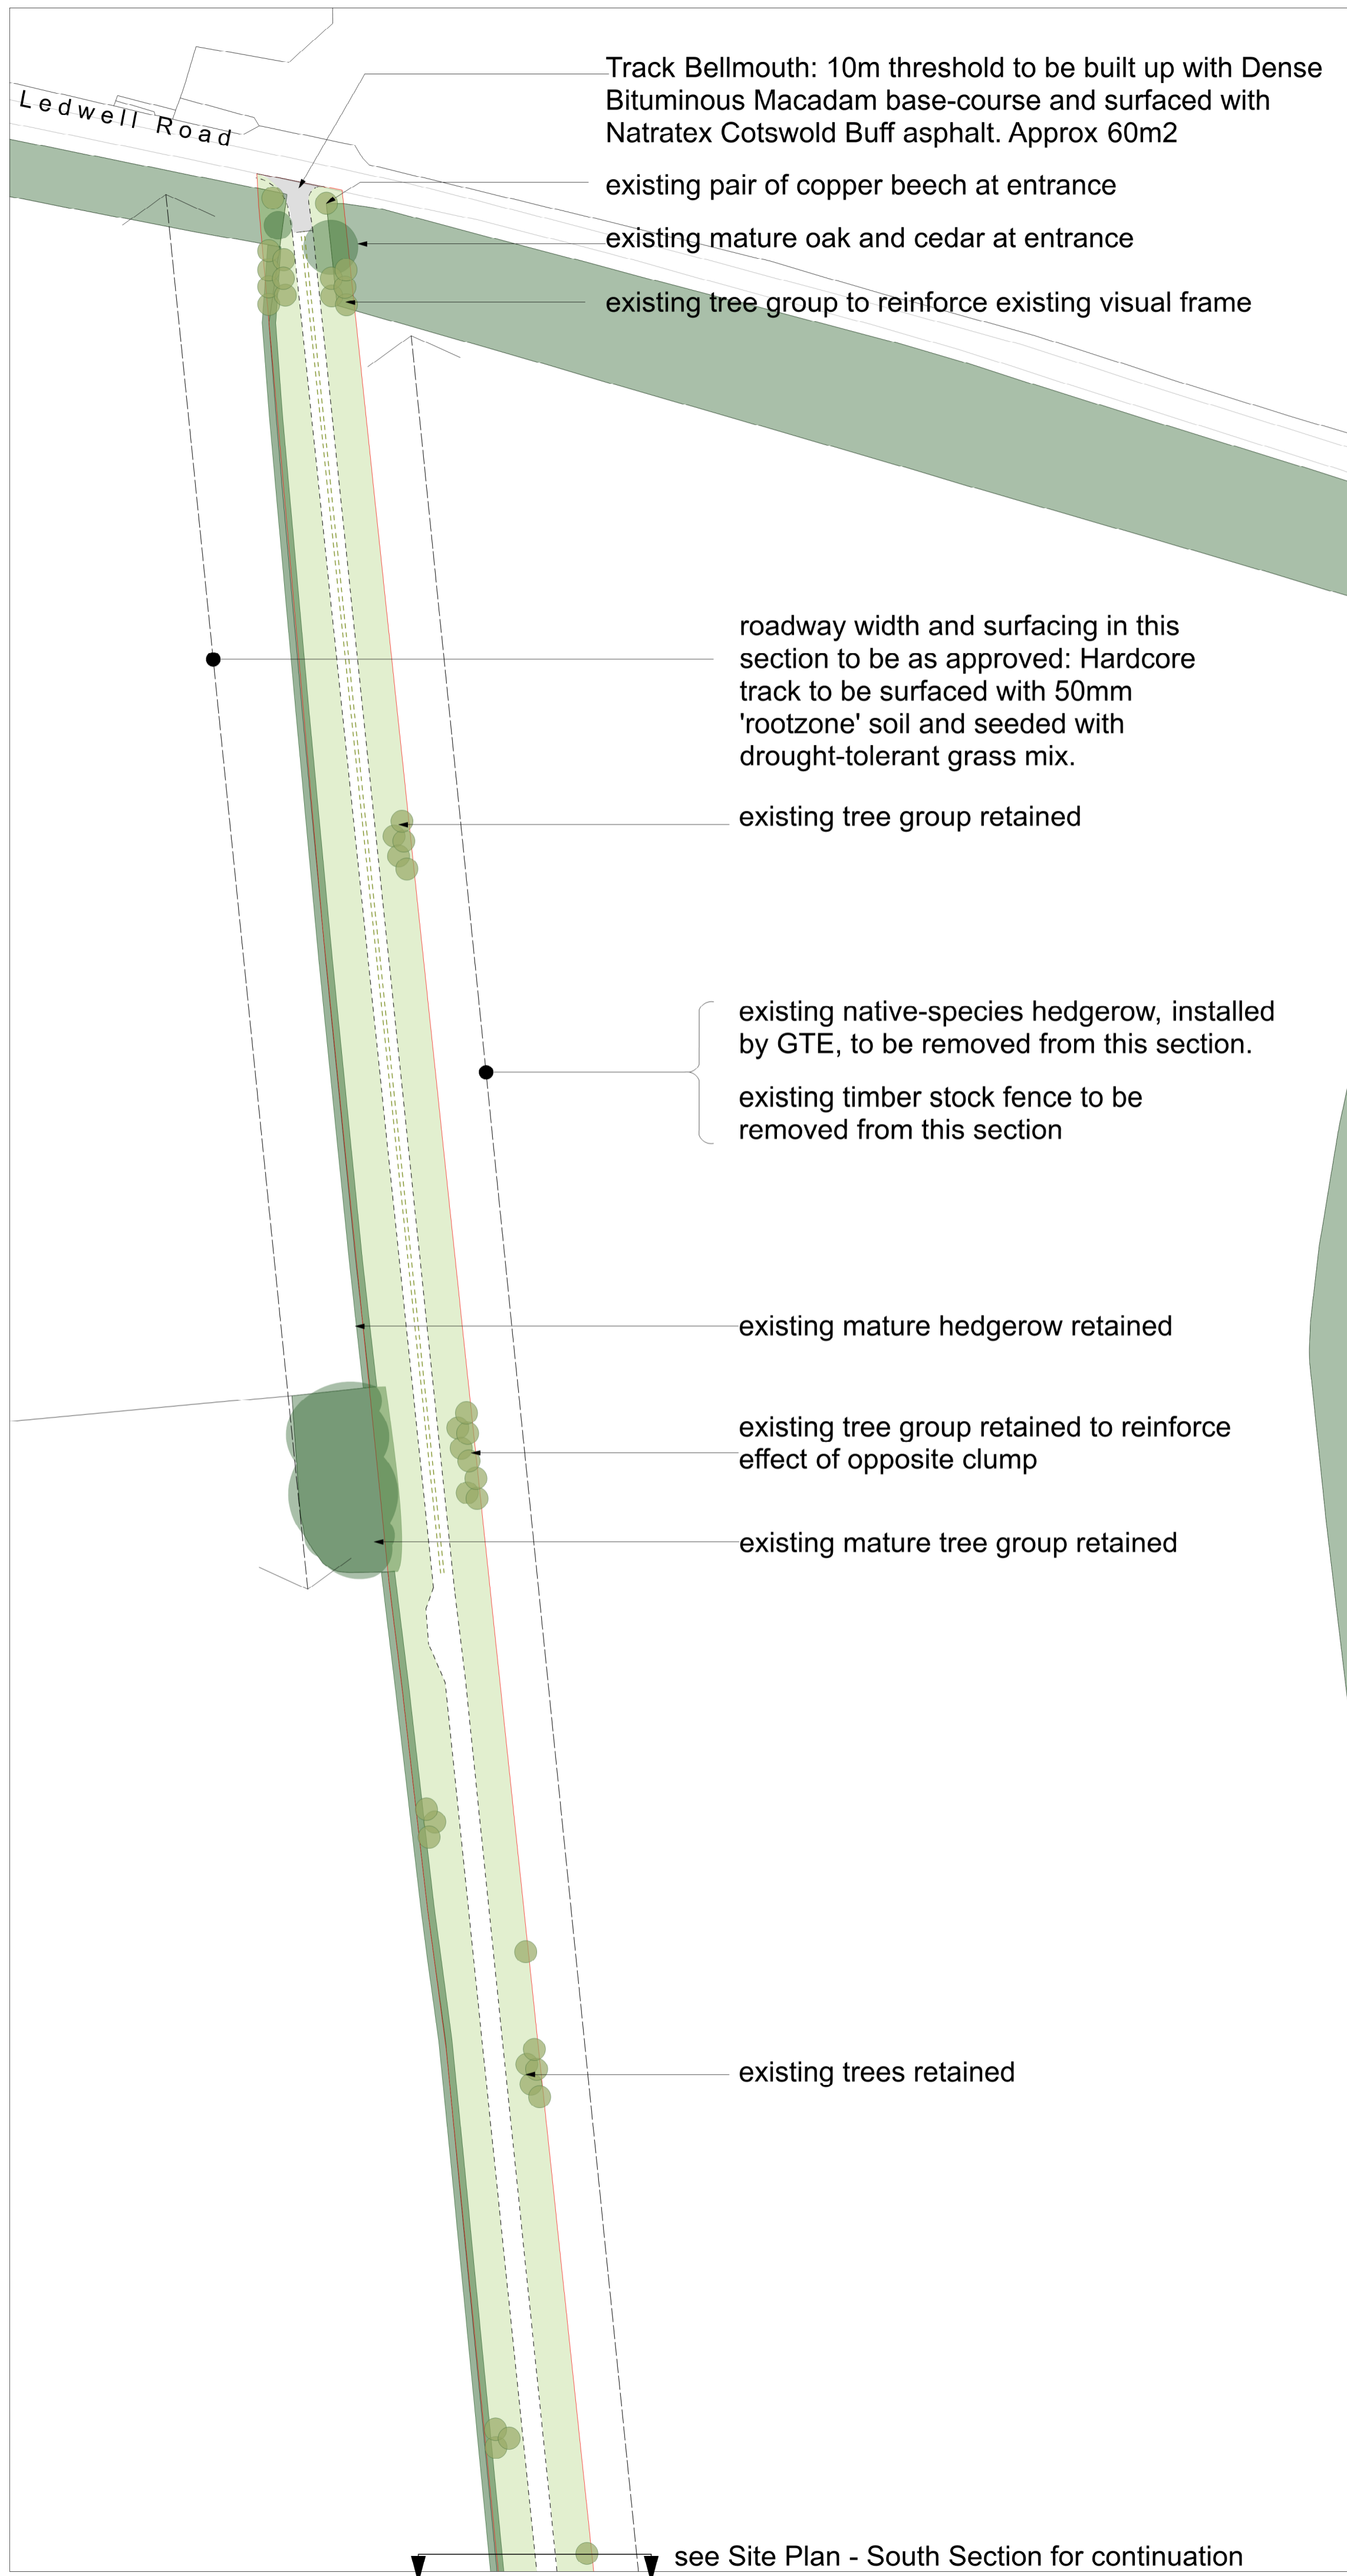 Track Bellmouth: 10m threshold to be built up with Dense
Bituminous Macadam base-course and surfaced with
Natratex Cotswold Buff asphalt. Approx 60m2
Ledwell Road
existing pair of copper beech at entrance
existing mature oak and cedar at entrance
existing tree group to reinforce existing visual frame
roadway width and surfacing in this
section to be as approved: Hardcore
track to be surfaced with 50mm
'rootzone' soil and seeded with
drought-tolerant grass mix.
existing tree group retained
existing native-species hedgerow, installed
by GTE, to be removed from this section.
existing timber stock fence to be
removed from this section
existing mature hedgerow retained
existing tree group retained to reinforce
effect of opposite clump
existing mature tree group retained
existing trees retained
see Site Plan - South Section for continuation